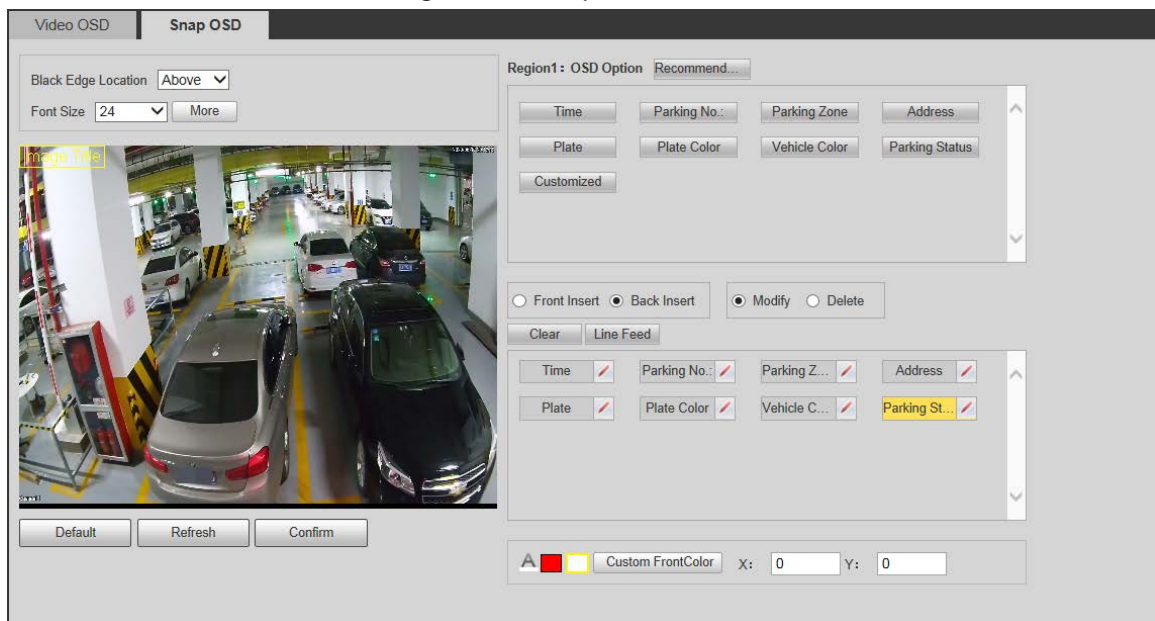 Video OSD
Snap OSD
Black Edge Location Above
Font Size 24 More
Image Title
Default Refresh Confirm
Region1: OSD Option Recommend...
Time Parking No.: Parking Zone Address
Plate Plate Color Vehicle Color Parking Status
Customized
Front Insert Back Insert Modify Delete
Clear Line Feed
Time Parking No.: Parking Z... Address
Plate Plate Color Vehicle C... Parking St...
A Custom FrontColor X: 0 Y: 0